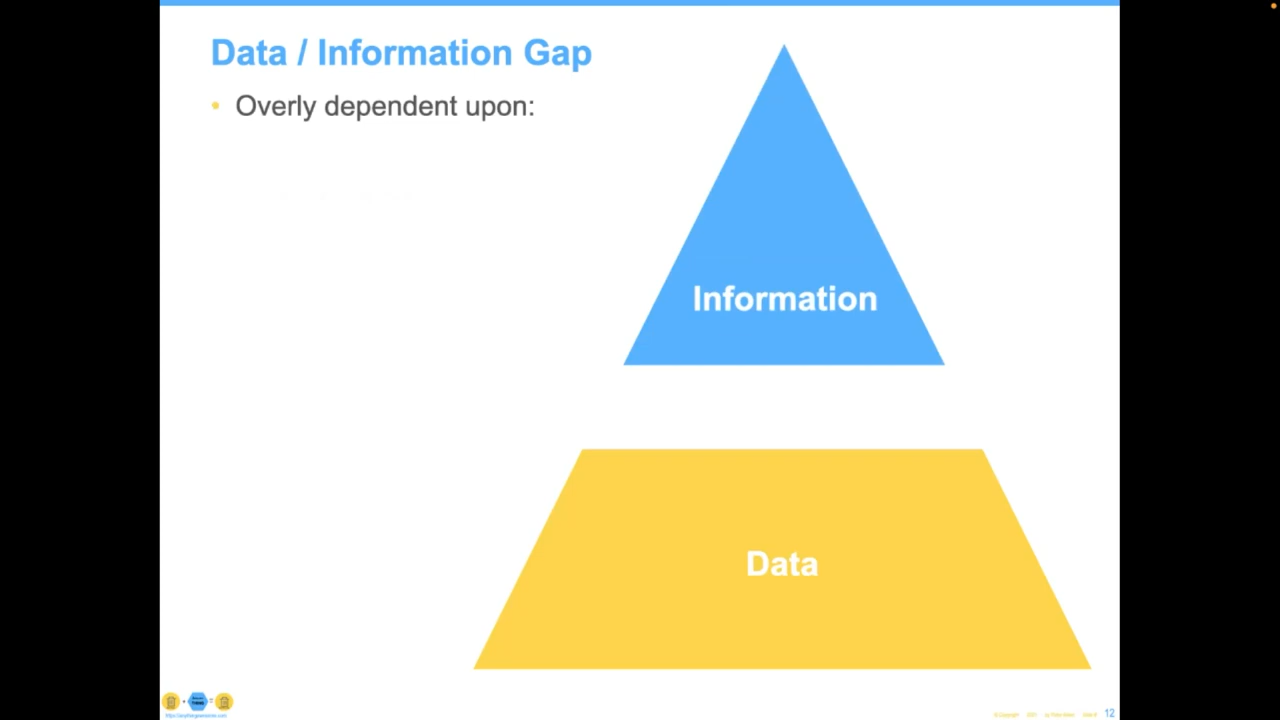 Data / Information Gap
• Overly dependent upon:
Information
Data
12